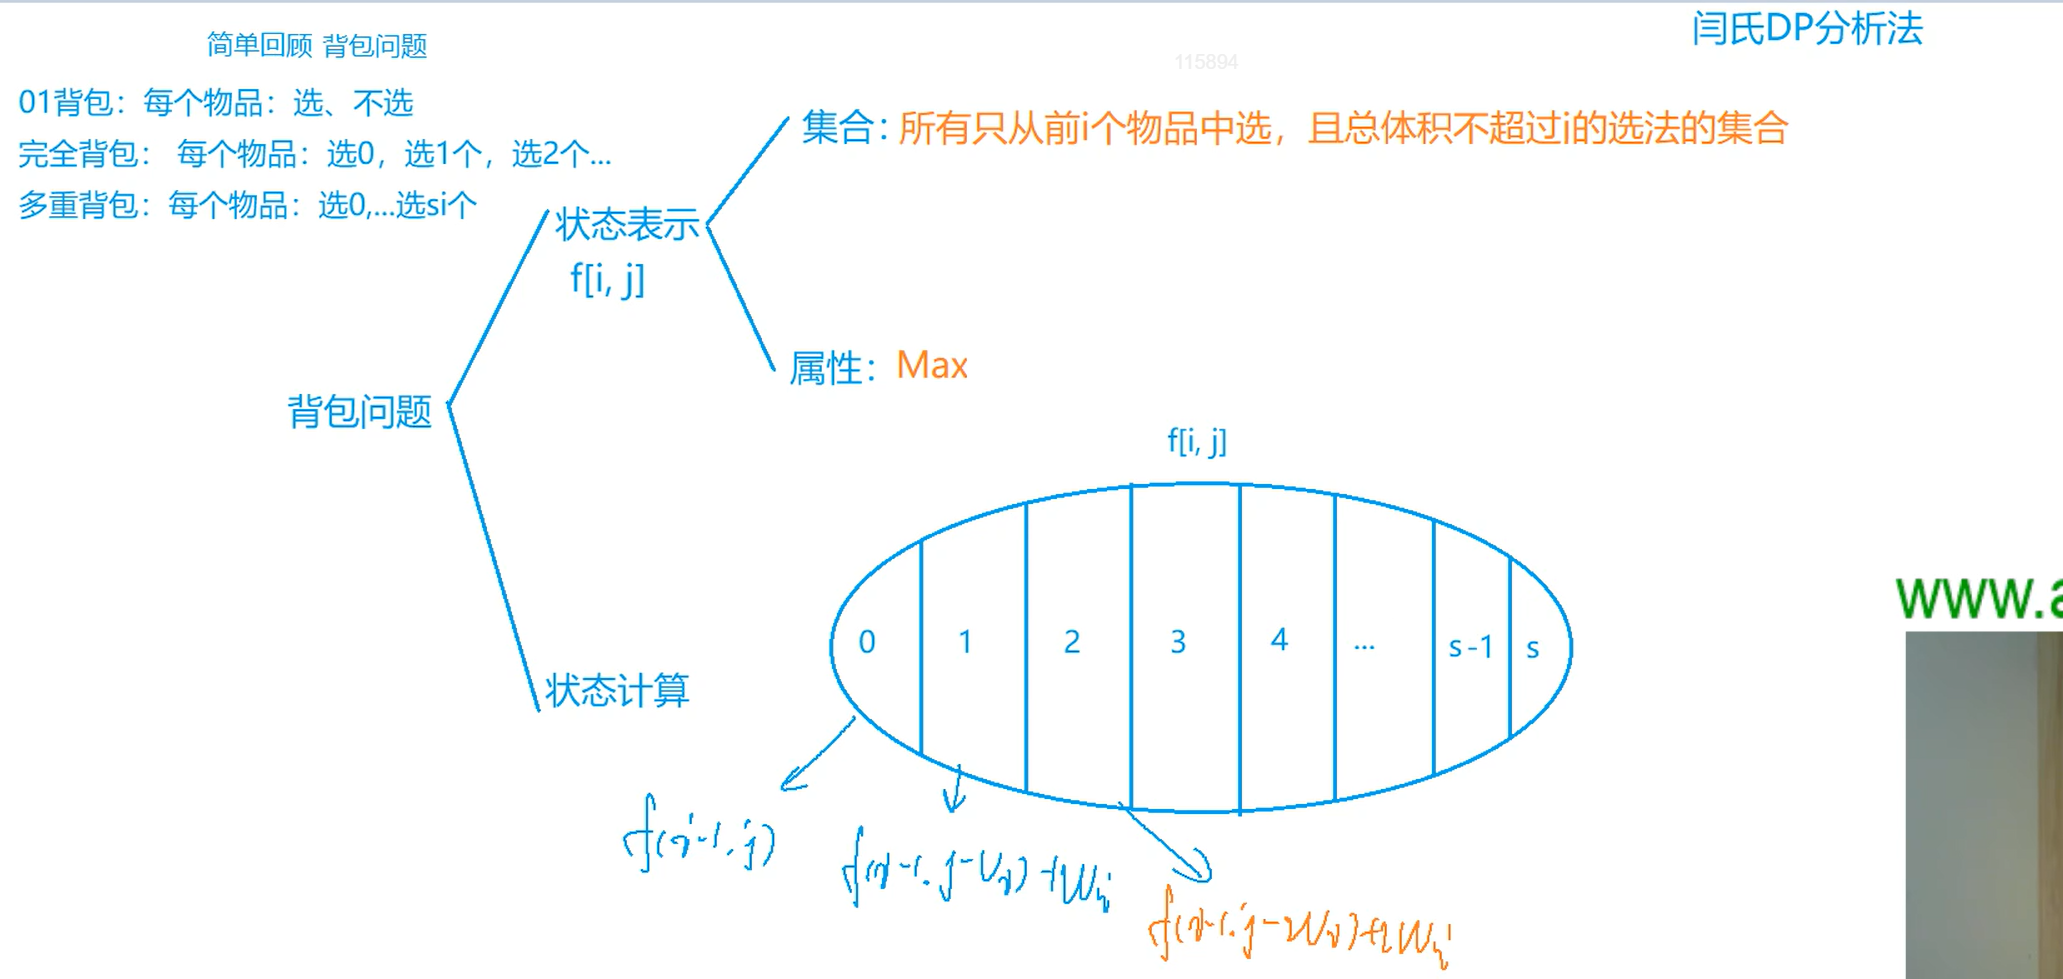 简单回顾 背包问题
闫氏DP分析法
115894
01背包：每个物品：选、不选
完全背包： 每个物品：选0，选1个，选2个...
多重背包：每个物品：选0,...选si个
集合：所有只从前i个物品中选，且总体积不超过i的选法的集合
状态表示
f[i, j]
属性：Max
背包问题
f[i, j]
0 1 2 3 4 ... s-1 s
状态计算
f(i-1, j)
f(i-1, j-Vi)+Wi
f(i-1, j-2Vi)+2Wi
www.a